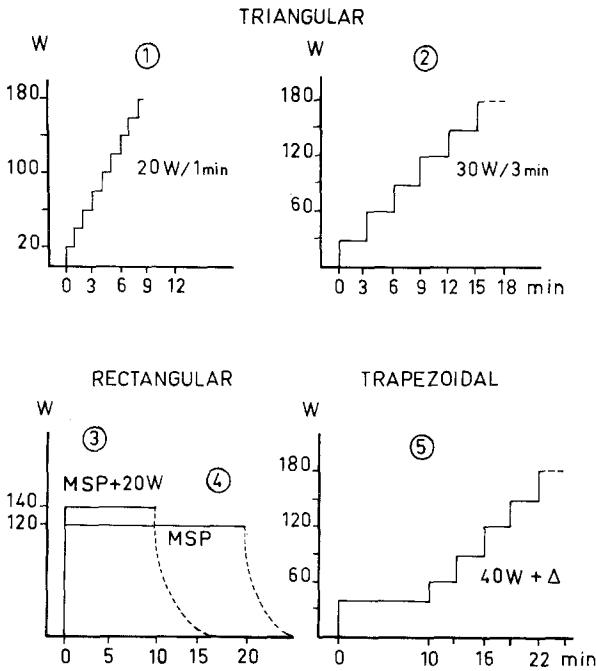 TRIANGULAR
W
①
180
100
20
20W/1min
0 3 6 9 12
W
②
180
120
60
30W/3min
0 3 6 9 12 15 18 min
RECTANGULAR
W
③
④
MSP+20W
140
120
MSP
0 5 10 15 20
TRAPEZOIDAL
W
⑤
180
120
60
40W+Δ
0 10 16 22 min